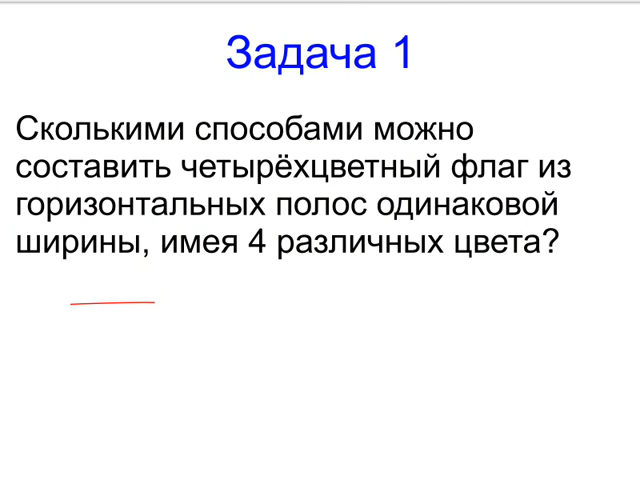 Задача 1
Сколькими способами можно
составить четырёхцветный флаг из
горизонтальных полос одинаковой
ширины, имея 4 различных цвета?